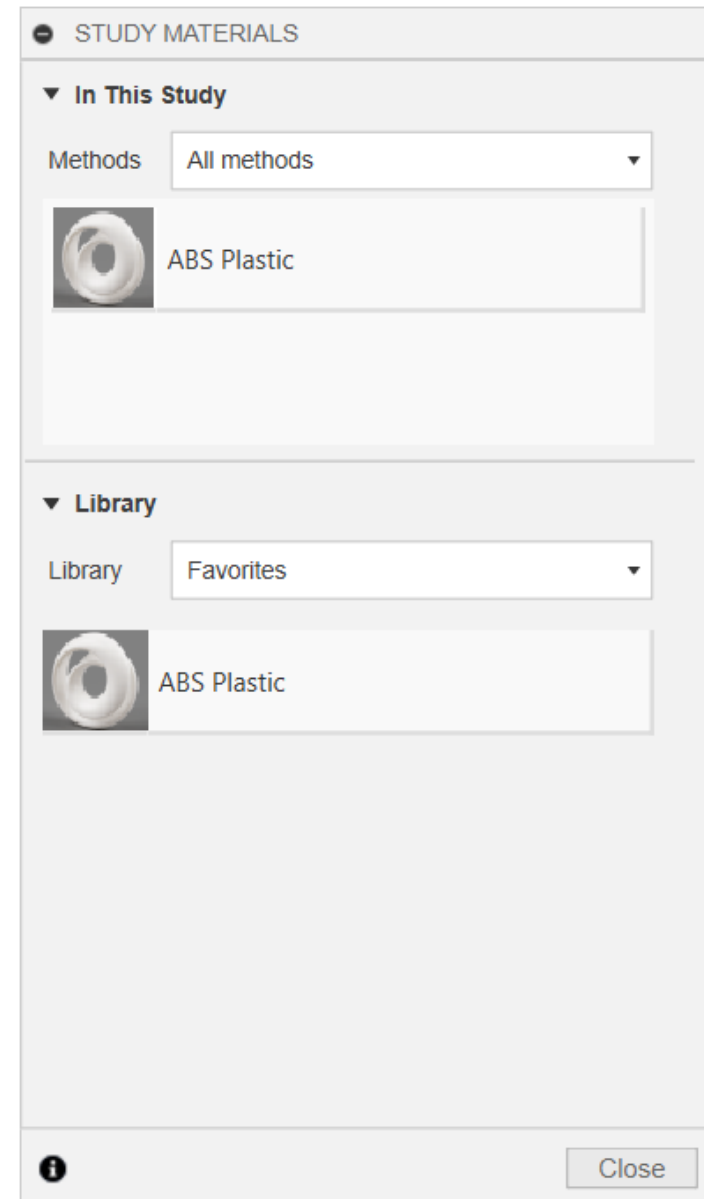 STUDY MATERIALS
In This Study
Methods All methods
ABS Plastic
Library
Library Favorites
ABS Plastic
Close